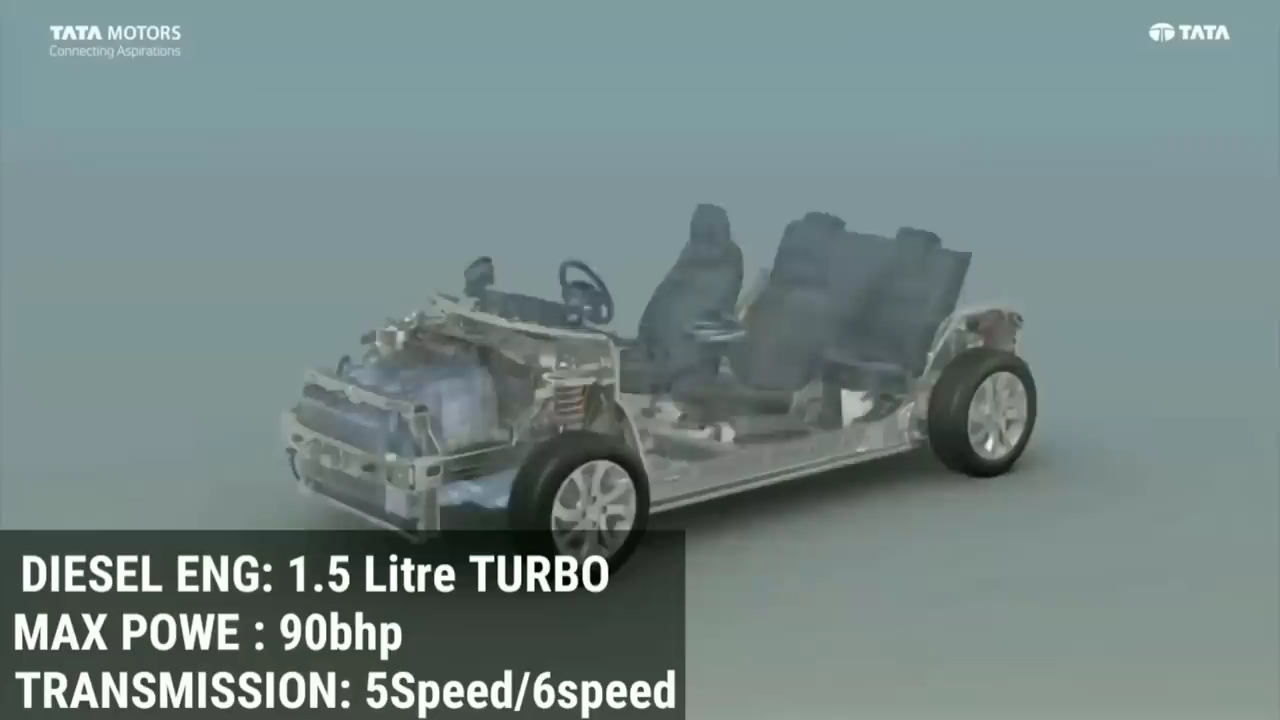 TATA MOTORS
Connecting Aspirations
TATA
DIESEL ENG: 1.5 Litre TURBO
MAX POWE : 90bhp
TRANSMISSION: 5Speed/6speed